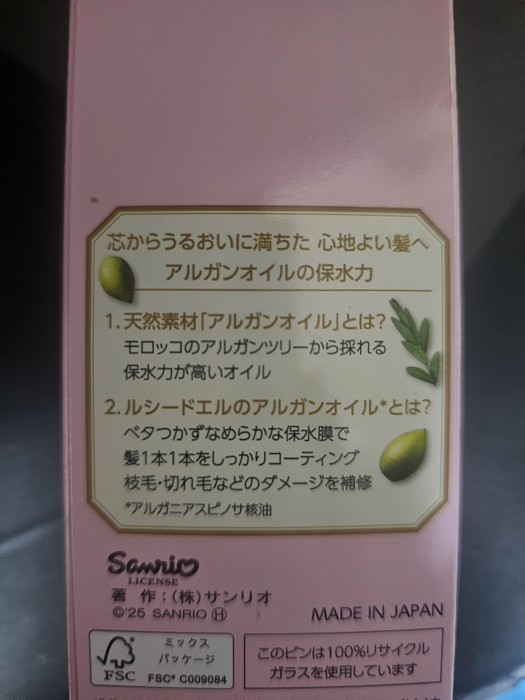 芯からうるおいに満ちた 心地よい髪へ
アルガンオイルの保水力
1.天然素材「アルガンオイル」とは?
モロッコのアルガンツリーから採れる
保水力が高いオイル
2.ルシードエルのアルガンオイル*とは?
ベタつかずなめらかな保水膜で
髪1本1本をしっかりコーティング
枝毛・切れ毛などのダメージを補修
*アルガニアスピノサ核油
Sanrio
LICENSE
著 作:(株)サンリオ
©'25 SANRIO Ⓗ
MADE IN JAPAN
FSC
ミックス
パッケージ
FSC® C009084
このビンは100%リサイクル
ガラスを使用しています